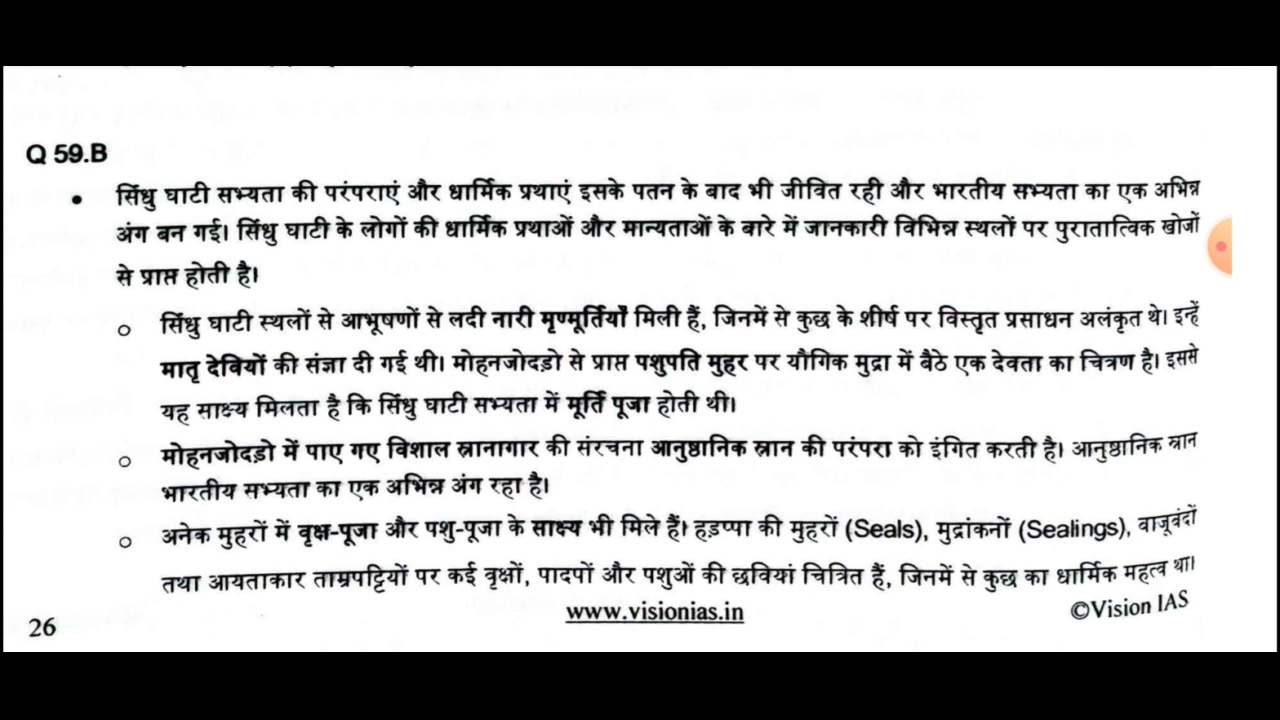 Q 59.B
• सिंधु घाटी सभ्यता की परंपराएं और धार्मिक प्रथाएं इसके पतन के बाद भी जीवित रही और भारतीय सभ्यता का एक अभिन्न
अंग बन गई। सिंधु घाटी के लोगों की धार्मिक प्रथाओं और मान्यताओं के बारे में जानकारी विभिन्न स्थलों पर पुरातात्विक खोजों
से प्राप्त होती है।
o सिंधु घाटी स्थलों से आभूषणों से लदी नारी मृण्मूर्तियाँ मिली हैं, जिनमें से कुछ के शीर्ष पर विस्तृत प्रसाधन अलंकृत थे। इन्हें
मातृ देवियों की संज्ञा दी गई थी। मोहनजोदड़ो से प्राप्त पशुपति मुहर पर यौगिक मुद्रा में बैठे एक देवता का चित्रण है। इससे
यह साक्ष्य मिलता है कि सिंधु घाटी सभ्यता में मूर्ति पूजा होती थी।
o मोहनजोदड़ो में पाए गए विशाल स्नानागार की संरचना आनुष्ठानिक स्नान की परंपरा को इंगित करती है। आनुष्ठानिक स्नान
भारतीय सभ्यता का एक अभिन्न अंग रहा है।
o अनेक मुहरों में वृक्ष-पूजा और पशु-पूजा के साक्ष्य भी मिले हैं। हड़प्पा की मुहरों (Seals), मुद्रांकनों (Sealings), बाजूबंदों
तथा आयताकार ताम्रपट्टियों पर कई वृक्षों, पादपों और पशुओं की छवियां चित्रित हैं, जिनमें से कुछ का धार्मिक महत्व था।
26 www.visionias.in ©Vision IAS